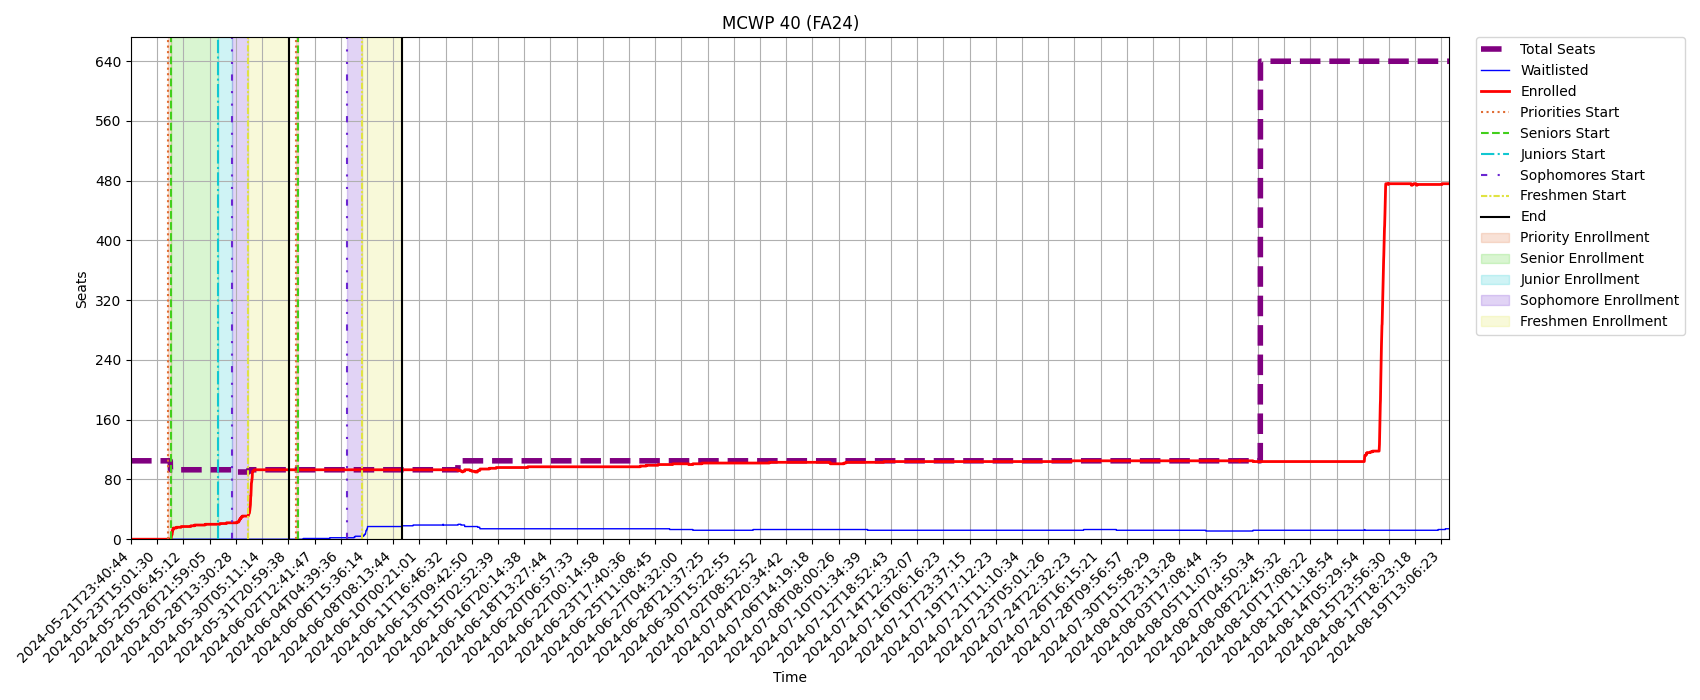 MCWP 40 (FA24)
Seats
640
560
480
400
320
240
160
80
0
2024-05-21T23:40:44
2024-05-23T15:01:30
2024-05-25T06:45:12
2024-05-26T21:59:05
2024-05-28T13:30:28
2024-05-30T05:11:14
2024-05-31T20:59:38
2024-06-02T12:41:47
2024-06-04T04:39:36
2024-06-06T15:36:14
2024-06-08T08:13:44
2024-06-10T00:21:01
2024-06-11T16:46:32
2024-06-13T09:42:50
2024-06-15T02:52:39
2024-06-16T20:14:38
2024-06-18T13:27:44
2024-06-20T06:57:33
2024-06-22T00:14:58
2024-06-23T17:40:36
2024-06-25T11:08:45
2024-06-27T04:32:00
2024-06-28T21:37:25
2024-06-30T15:22:55
2024-07-02T08:52:52
2024-07-04T20:34:42
2024-07-06T14:19:18
2024-07-08T08:00:26
2024-07-10T01:34:39
2024-07-12T18:52:43
2024-07-14T12:32:07
2024-07-16T06:16:23
2024-07-17T23:37:15
2024-07-19T17:12:23
2024-07-21T11:10:34
2024-07-23T05:01:26
2024-07-24T22:32:23
2024-07-26T16:15:21
2024-07-28T09:56:57
2024-07-30T15:58:29
2024-08-01T23:13:28
2024-08-03T17:08:44
2024-08-05T11:07:35
2024-08-07T04:50:34
2024-08-08T22:45:32
2024-08-10T17:08:22
2024-08-12T11:18:54
2024-08-14T05:29:54
2024-08-15T23:56:30
2024-08-17T18:23:18
2024-08-19T13:06:23
Time
Total Seats
Waitlisted
Enrolled
Priorities Start
Seniors Start
Juniors Start
Sophomores Start
Freshmen Start
End
Priority Enrollment
Senior Enrollment
Junior Enrollment
Sophomore Enrollment
Freshmen Enrollment